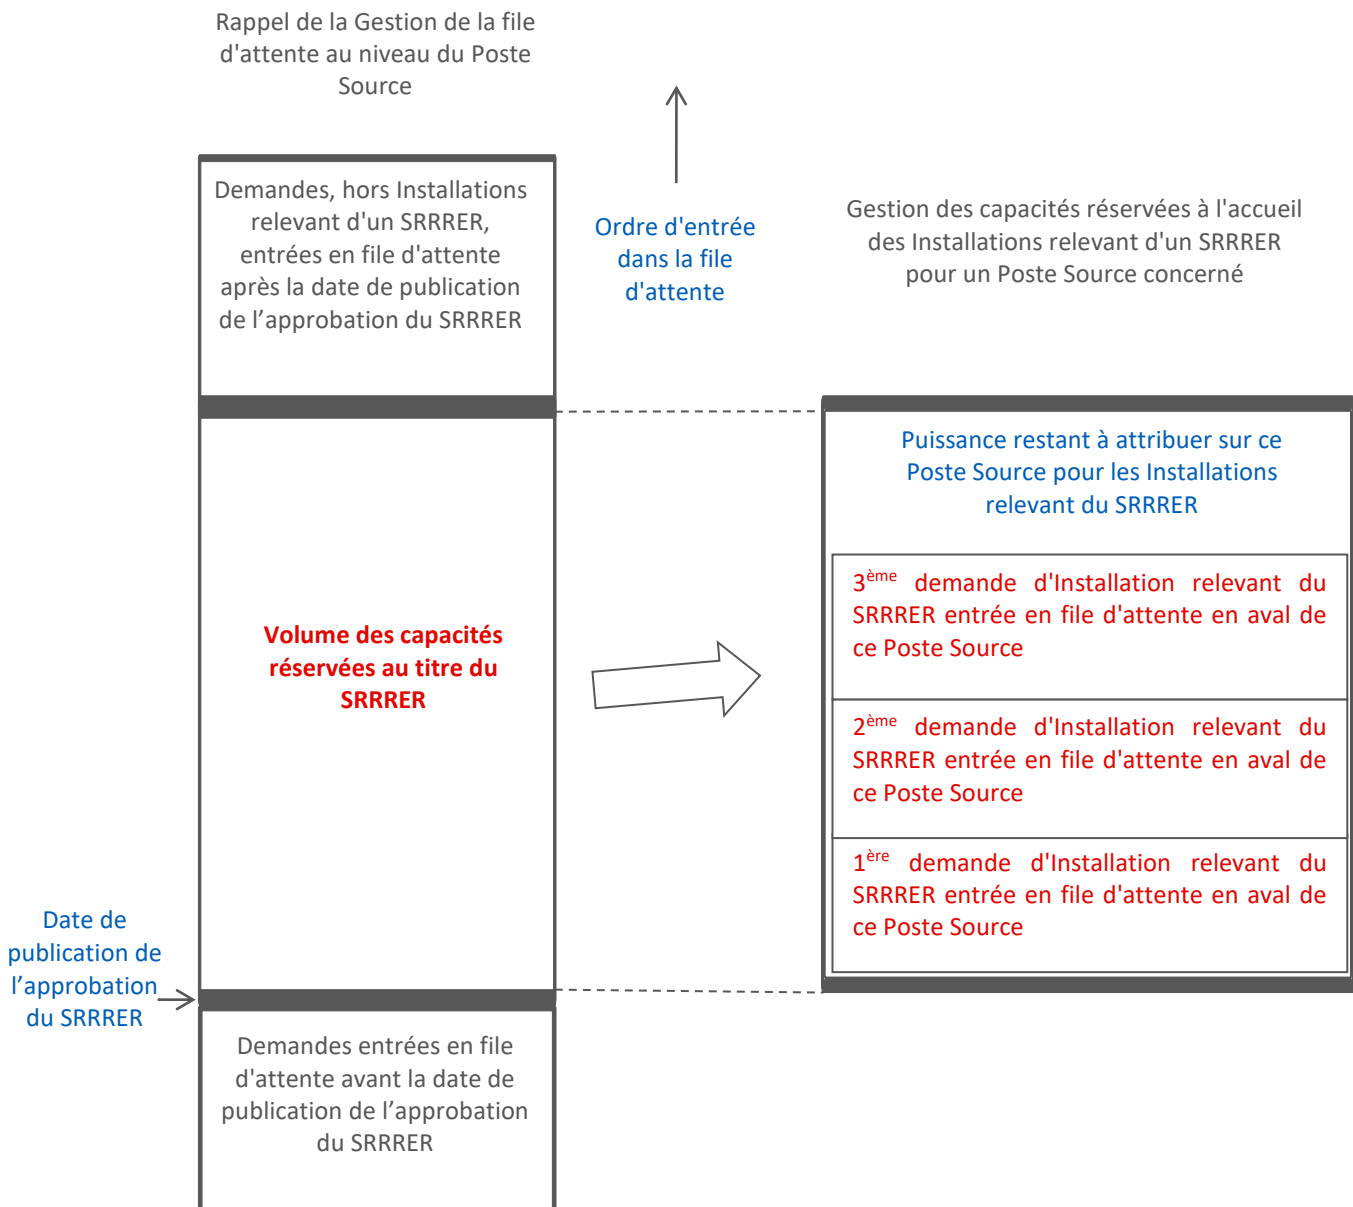 Rappel de la Gestion de la file
d'attente au niveau du Poste
Source
Demandes, hors Installations
relevant d'un SRRRER,
entrées en file d'attente
après la date de publication
de l’approbation du SRRRER
Ordre d'entrée
dans la file
d'attente
Gestion des capacités réservées à l'accueil
des Installations relevant d'un SRRRER
pour un Poste Source concerné
Volume des capacités
réservées au titre du
SRRRER
Puissance restant à attribuer sur ce
Poste Source pour les Installations
relevant du SRRRER
3ème demande d'Installation relevant du
SRRRER entrée en file d'attente en aval de
ce Poste Source
2ème demande d'Installation relevant du
SRRRER entrée en file d'attente en aval de
ce Poste Source
1ère demande d'Installation relevant du
SRRRER entrée en file d'attente en aval de
ce Poste Source
Date de
publication de
l’approbation
du SRRRER
Demandes entrées en file
d'attente avant la date de
publication de l’approbation
du SRRRER